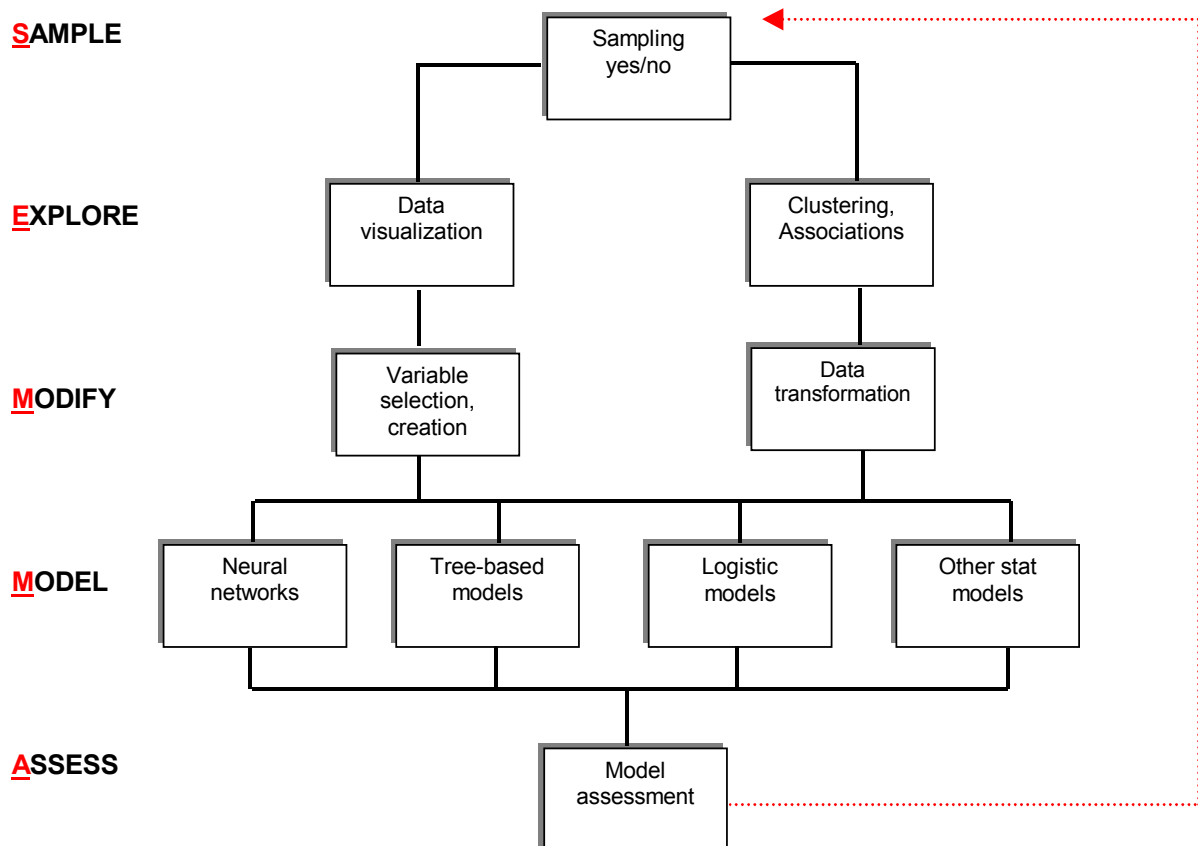 SAMPLE
Sampling
yes/no
EXPLORE
Data
visualization
Clustering,
Associations
MODIFY
Variable
selection,
creation
Data
transformation
MODEL
Neural
networks
Tree-based
models
Logistic
models
Other stat
models
ASSESS
Model
assessment